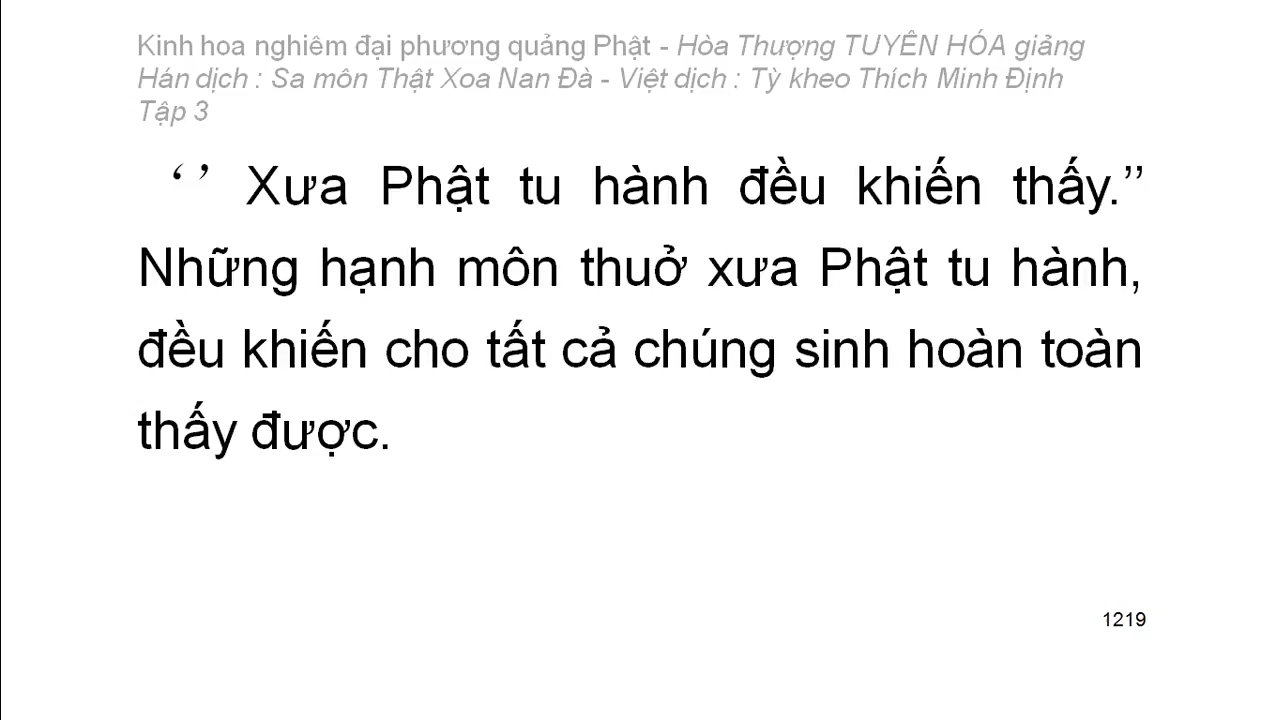 Kinh hoa nghiêm đại phương quảng Phật - Hòa Thượng TUYÊN HÓA giảng
Hán dịch : Sa môn Thật Xoa Nan Đà - Việt dịch : Tỳ kheo Thích Minh Định
Tập 3
‘’ Xưa Phật tu hành đều khiến thấy.’’
Những hạnh môn thuở xưa Phật tu hành,
đều khiến cho tất cả chúng sinh hoàn toàn
thấy được.
1219